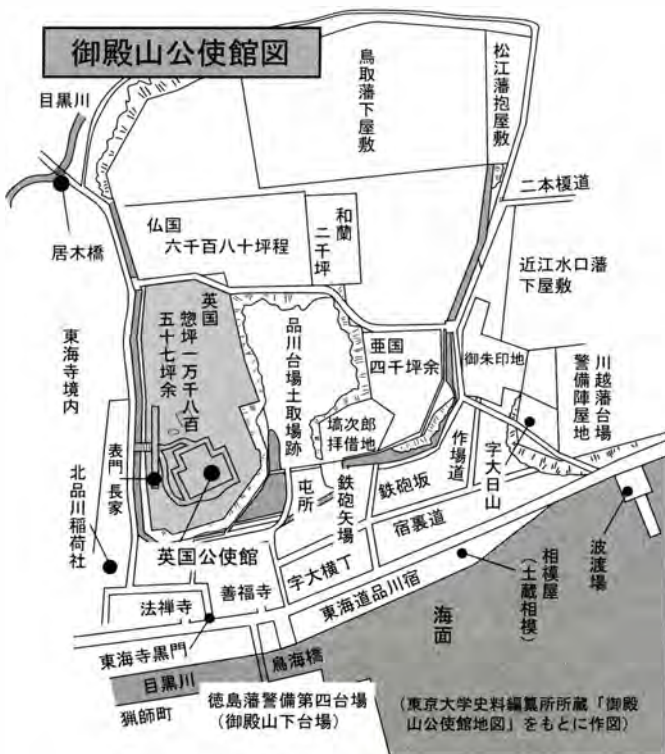 御殿山公使館図
目黒川
居木橋
鳥取藩下屋敷
松江藩抱屋敷
二本榎道
仏国
六千百八十坪程
和蘭
二千坪
近江水口藩
下屋敷
東海寺境内
英国
惣坪一万千八百
五十七坪余
品川台場土取場跡
亜国
四千坪余
御朱印地
川越藩台場
警備陣屋地
塙次郎
拝借地
表門
長家
北品川稲荷社
屯所
鉄砲矢場
鉄砲坂
作場道
字大日山
英国公使館
宿裏道
字大横丁
波渡場
相模屋
(土蔵相模)
法禅寺
善福寺
東海道品川宿
海面
東海寺黒門
鳥海橋
目黒川
猟師町
徳島藩警備第四台場
(御殿山下台場)
(東京大学史料編纂所所蔵「御殿
山公使館地図」をもとに作図)